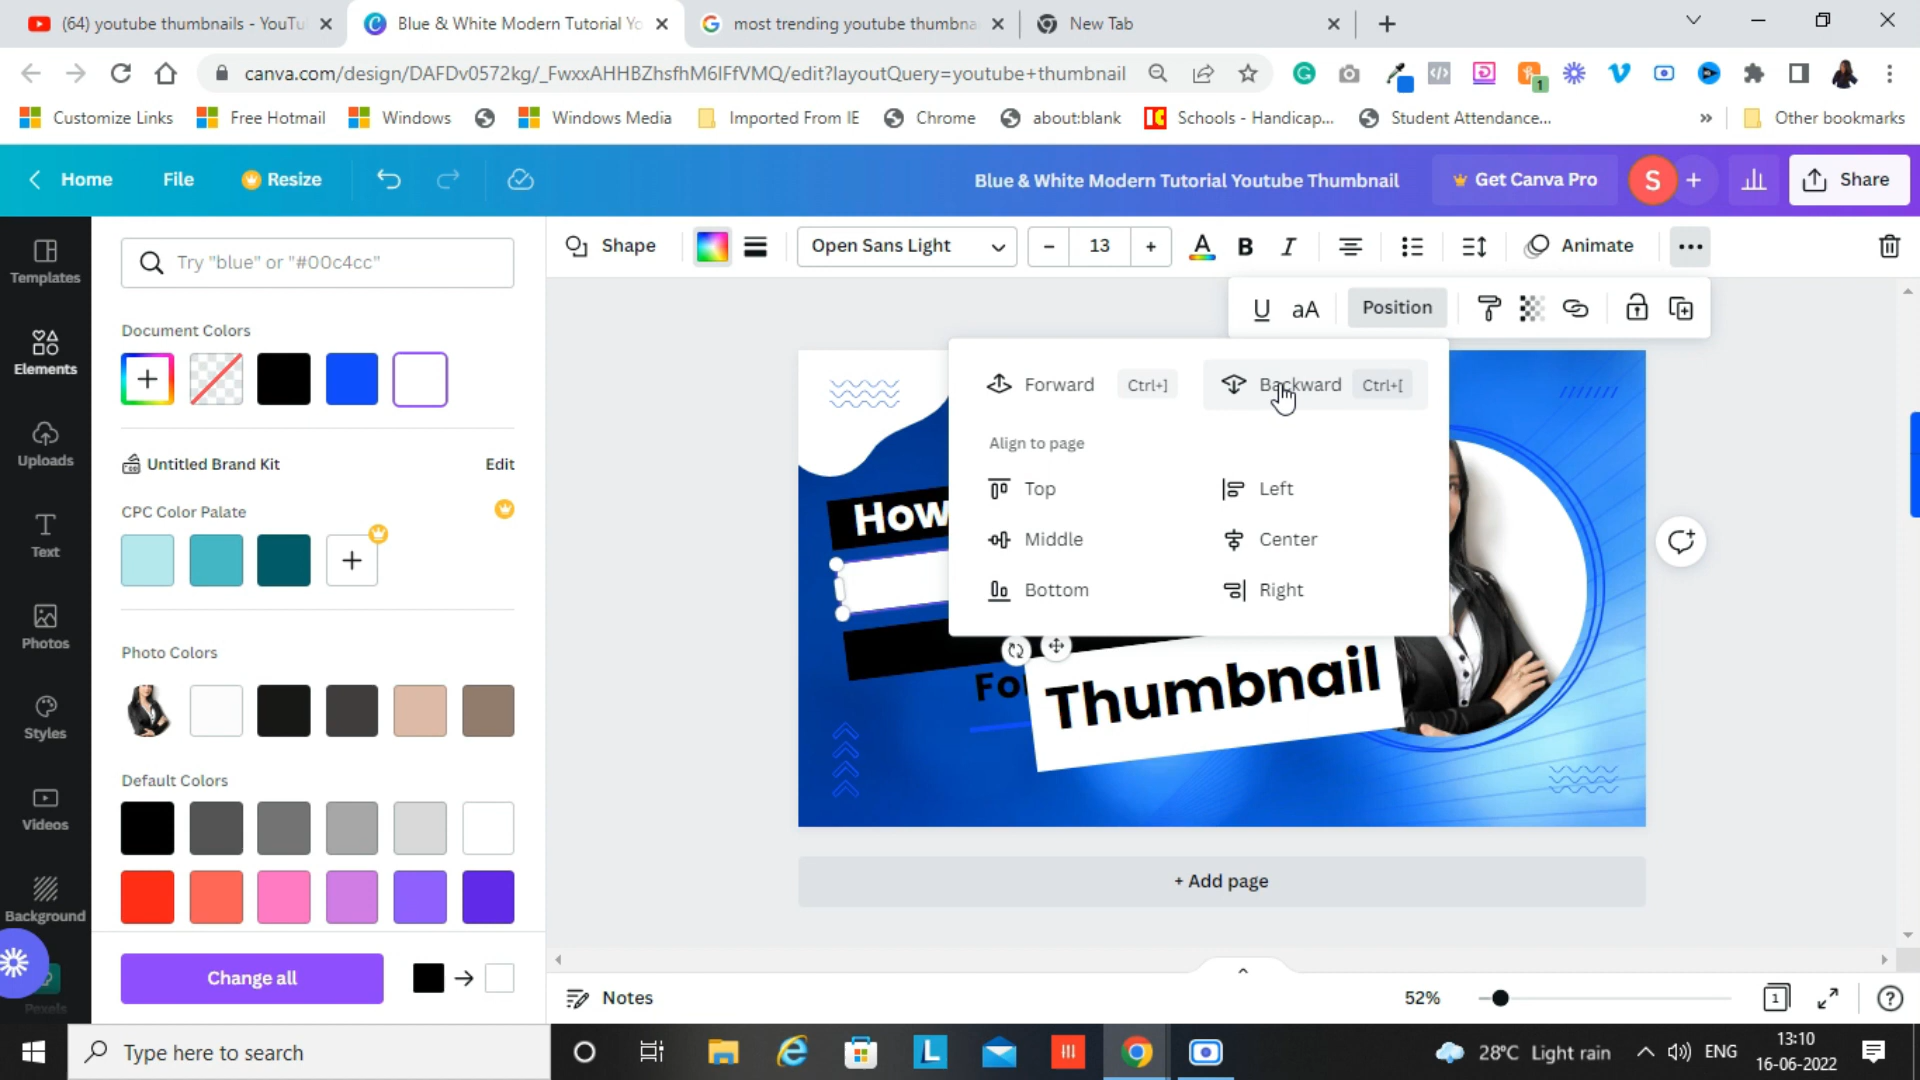 (64) youtube thumbnails - YouTu
Blue & White Modern Tutorial Yo
most trending youtube thumbna
New Tab
canva.com/design/DAFDv0572kg/_FwxxAHHBZhsfhM6lFfVMQ/edit?layoutQuery=youtube+thumbnail
1
Customize Links
Free Hotmail
Windows
Windows Media
Imported From IE
Chrome
about:blank
Schools - Handicap...
Student Attendance...
»
Other bookmarks
Home
File
Resize
Blue & White Modern Tutorial Youtube Thumbnail
Get Canva Pro
S
+
Share
Templates
Elements
Uploads
Text
Photos
Styles
Videos
Background
Pexels
Try "blue" or "#00c4cc"
Document Colors
Untitled Brand Kit
Edit
CPC Color Palate
Photo Colors
Default Colors
Change all
Shape
Open Sans Light
– 13 +
A B I
Animate
U aA
Position
Forward
Ctrl+]
Backward
Ctrl+[
Align to page
Top
Left
Middle
Center
Bottom
Right
How
For
Thumbnail
+ Add page
Notes
52%
1
Type here to search
28°C Light rain
ENG
13:10
16-06-2022